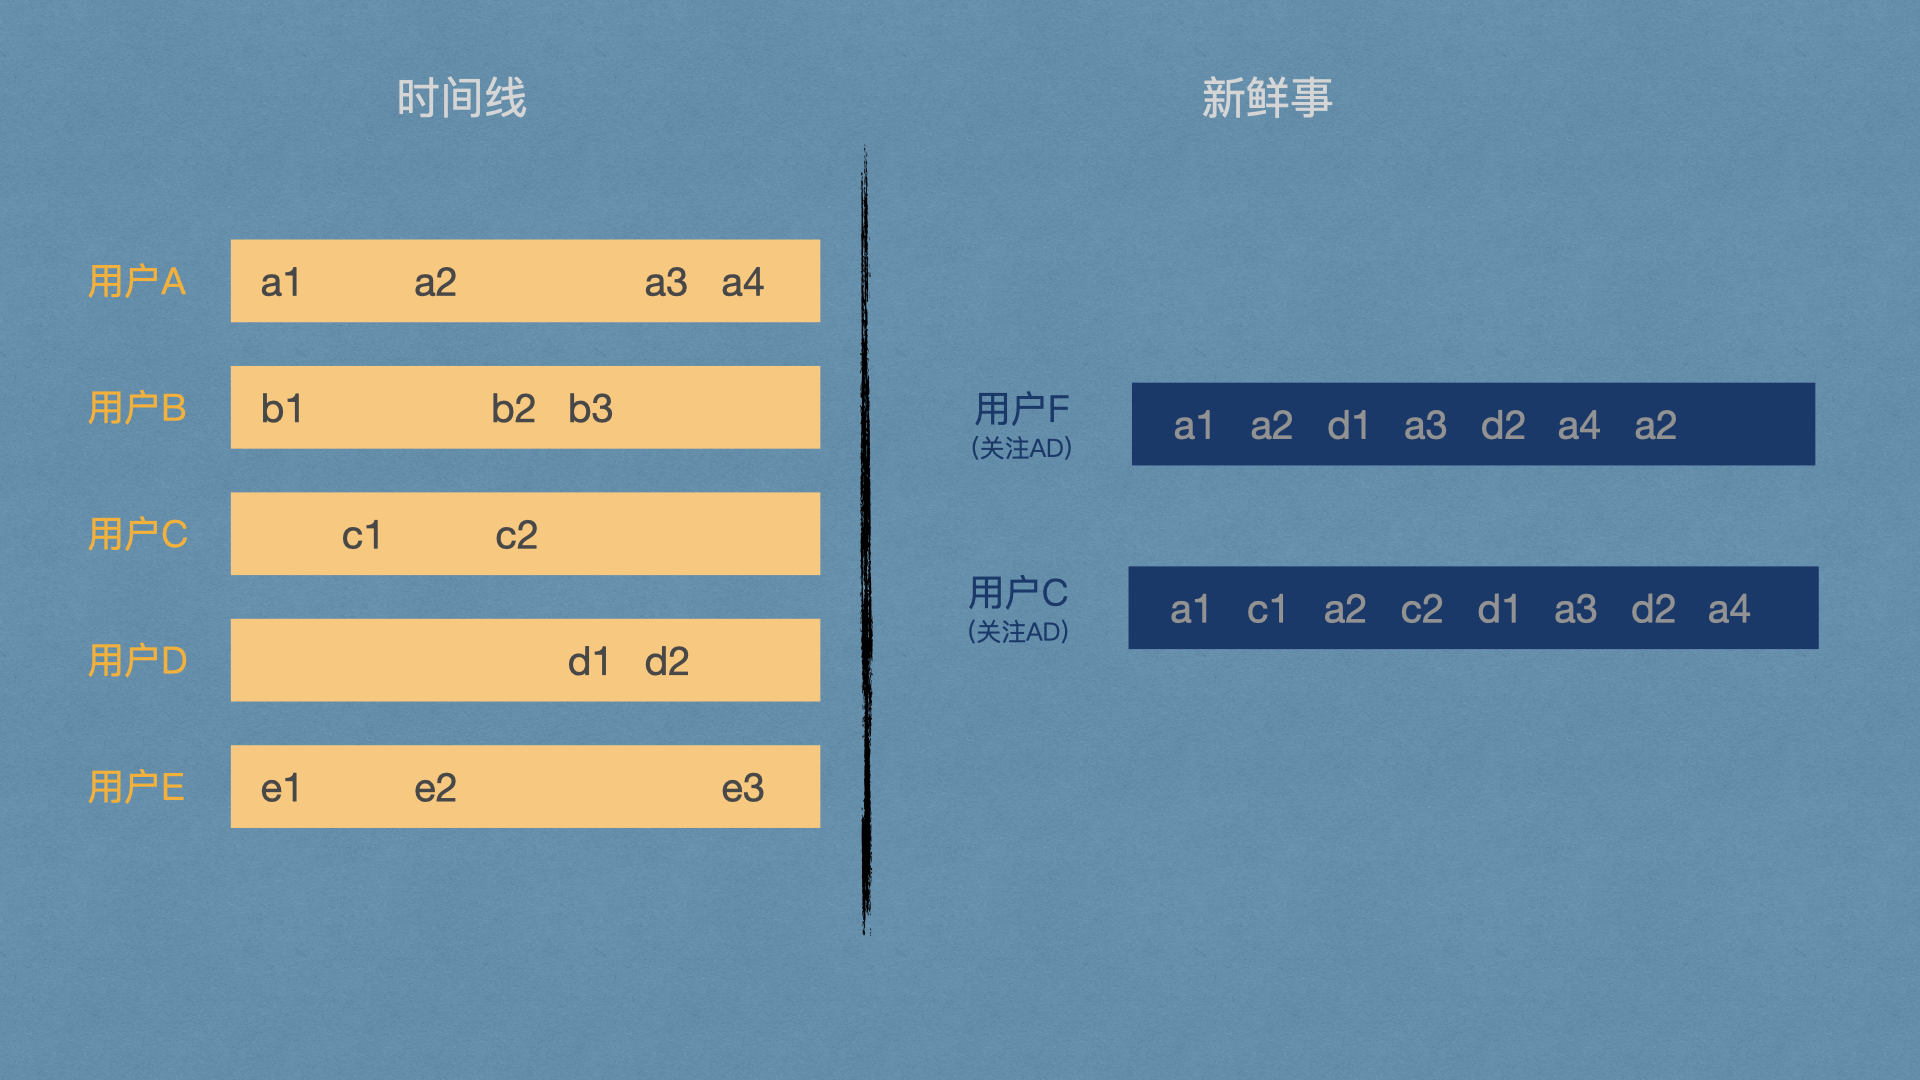 时间线
用户A a1 a2 a3 a4
用户B b1 b2 b3
用户C c1 c2
用户D d1 d2
用户E e1 e2 e3
新鲜事
用户F a1 a2 d1 a3 d2 a4 a2
(关注AD)
用户C a1 c1 a2 c2 d1 a3 d2 a4
(关注AD)